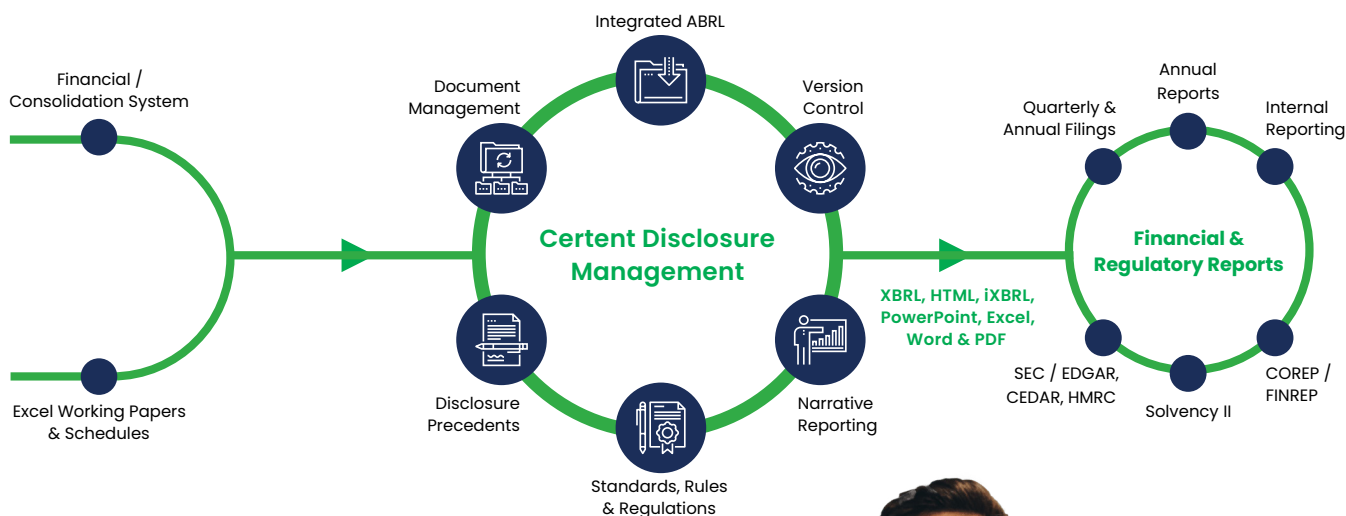 Financial /
Consolidation System
Excel Working Papers
& Schedules
Integrated ABRL
Document
Management
Version
Control
Certent Disclosure
Management
Disclosure
Precedents
Narrative
Reporting
Standards, Rules
& Regulations
XBRL, HTML, iXBRL,
PowerPoint, Excel,
Word & PDF
Annual
Reports
Quarterly &
Annual Filings
Internal
Reporting
Financial &
Regulatory Reports
SEC / EDGAR,
CEDAR, HMRC
Solvency II
COREP /
FINREP